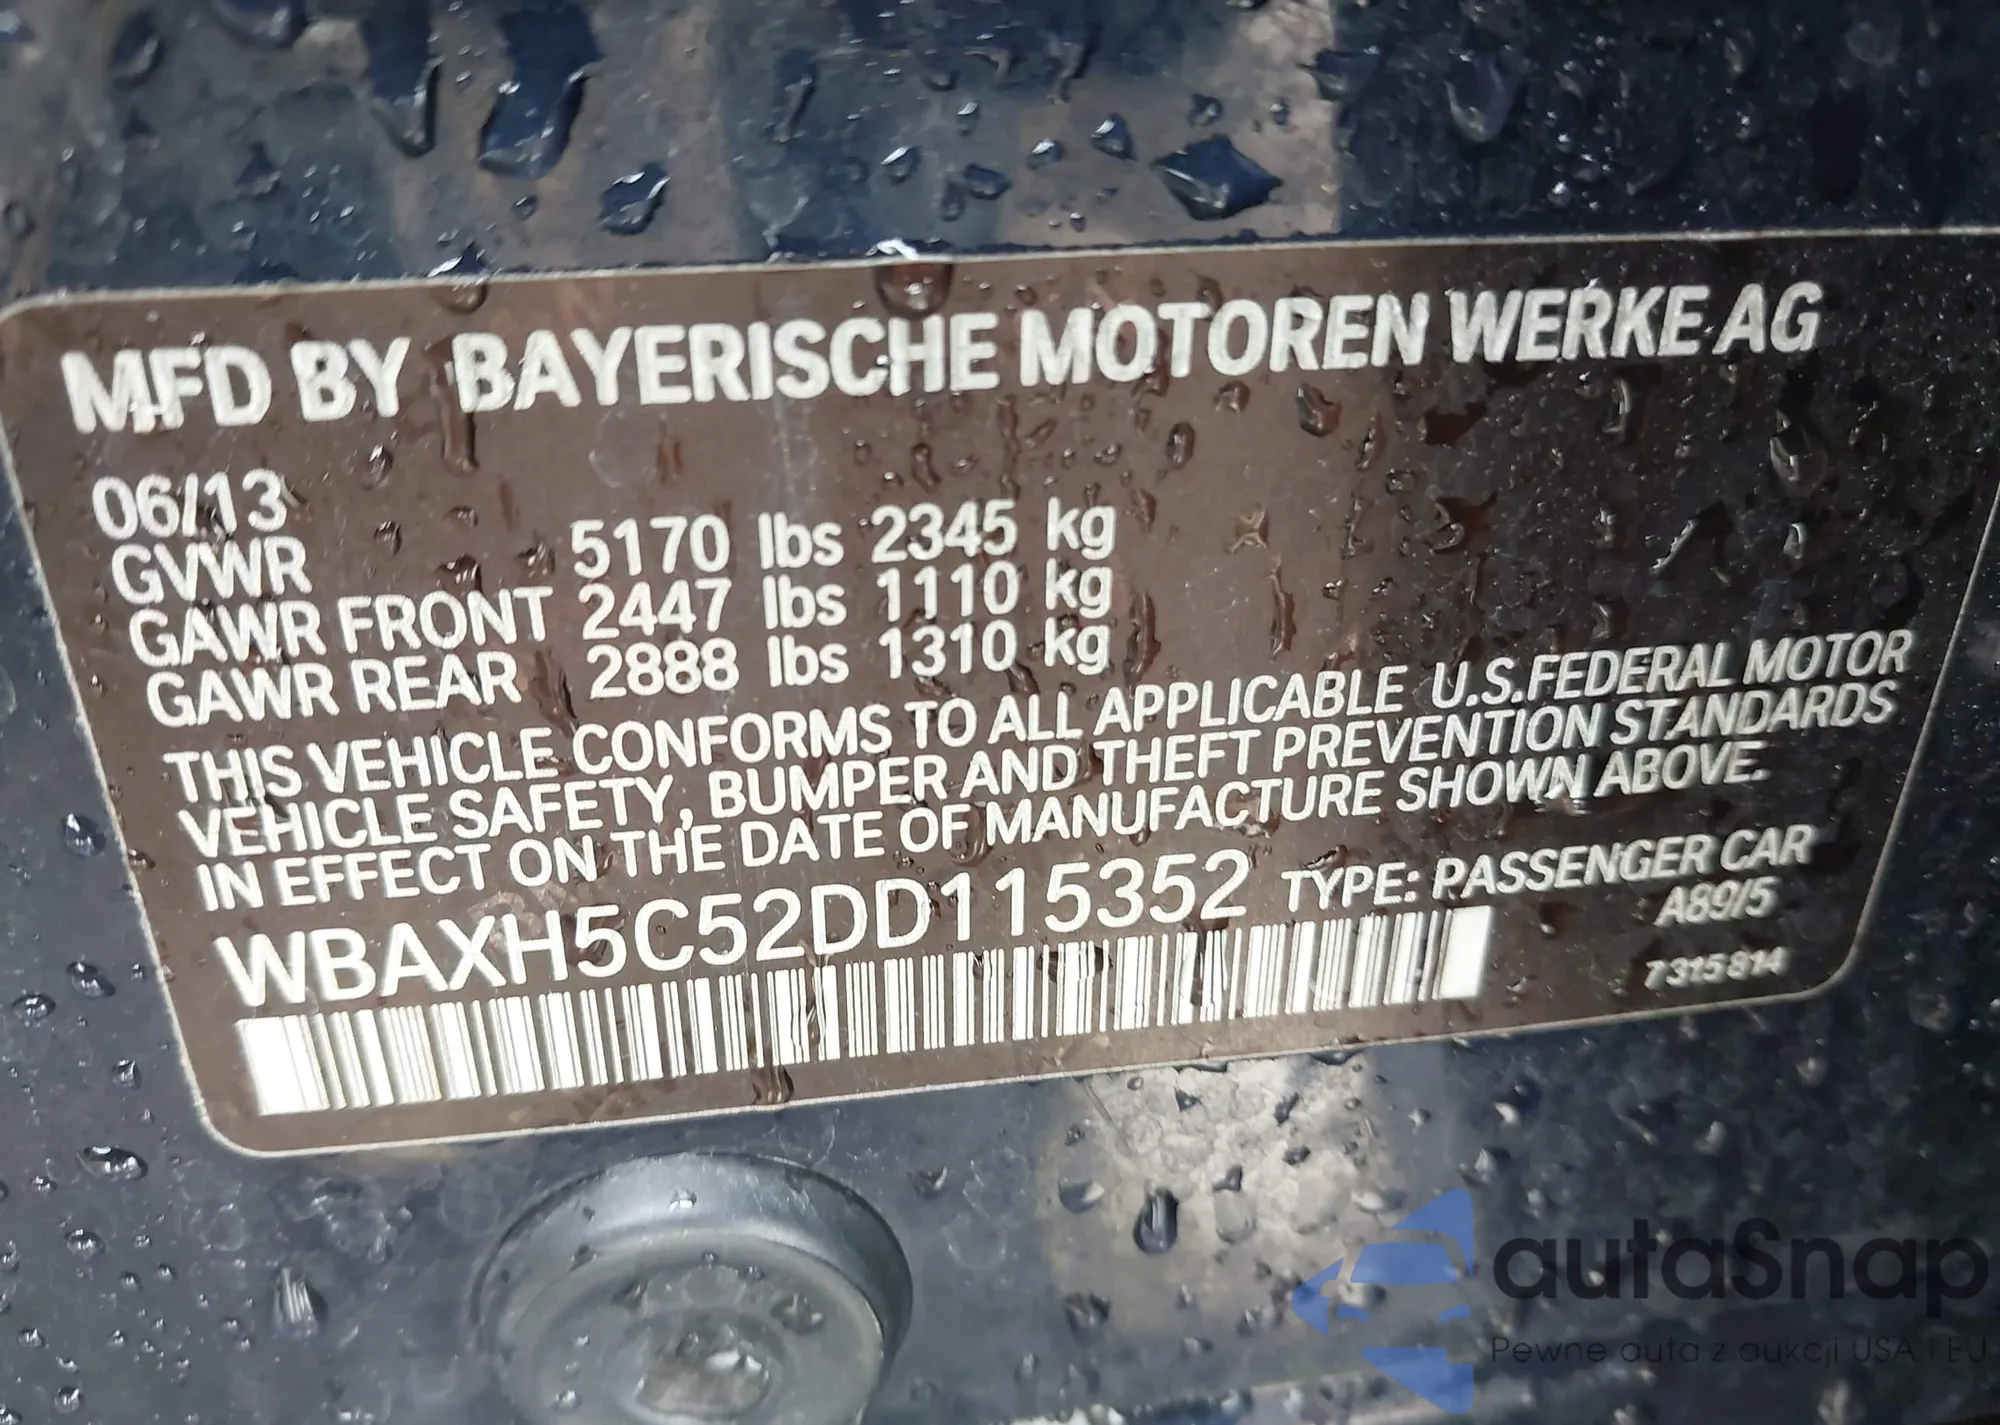 MFD BY BAYERISCHE MOTOREN WERKE AG
06/13
GVWR 5170 lbs 2345 kg
GAWR FRONT 2447 lbs 1110 kg
GAWR REAR 2888 lbs 1310 kg
THIS VEHICLE CONFORMS TO ALL APPLICABLE U.S.FEDERAL MOTOR
VEHICLE SAFETY, BUMPER AND THEFT PREVENTION STANDARDS
IN EFFECT ON THE DATE OF MANUFACTURE SHOWN ABOVE.
WBAXH5C52DD115352 TYPE: PASSENGER CAR
A89/5
7315814
autaSnap
Pewne auta z aukcji USA i EU